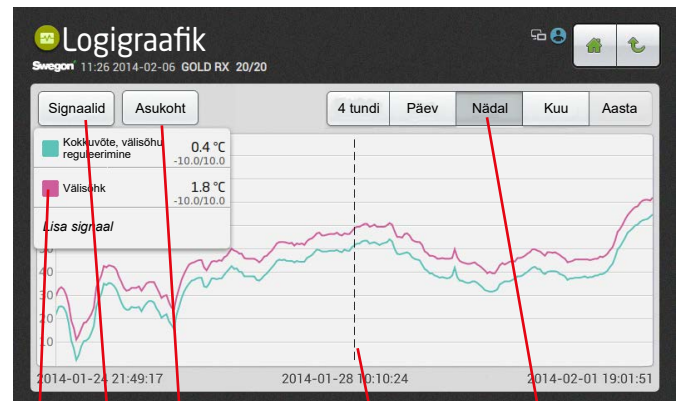 Logigraafik
Swegon 11:26 2014-02-06 GOLD RX 20/20
Signaalid Asukoht 4 tundi Päev Nädal Kuu Aasta
Kokkuvõte, välisõhu reguleerimine 0.4 °C
-10.0/10.0
Välisõhk 1.8 °C
-10.0/10.0
Lisa signaal
40
30
20
10
2014-01-24 21:49:17 2014-01-28 10:10:24 2014-02-01 19:01:51